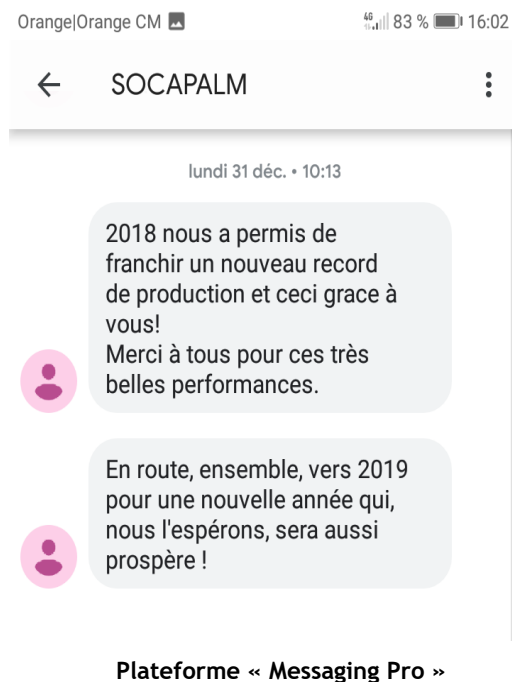 Orange|Orange CM 4G 83 % 16:02
SOCAPALM
lundi 31 déc. • 10:13
2018 nous a permis de
franchir un nouveau record
de production et ceci grace à
vous!
Merci à tous pour ces très
belles performances.
En route, ensemble, vers 2019
pour une nouvelle année qui,
nous l'espérons, sera aussi
prospère !
Plateforme « Messaging Pro »